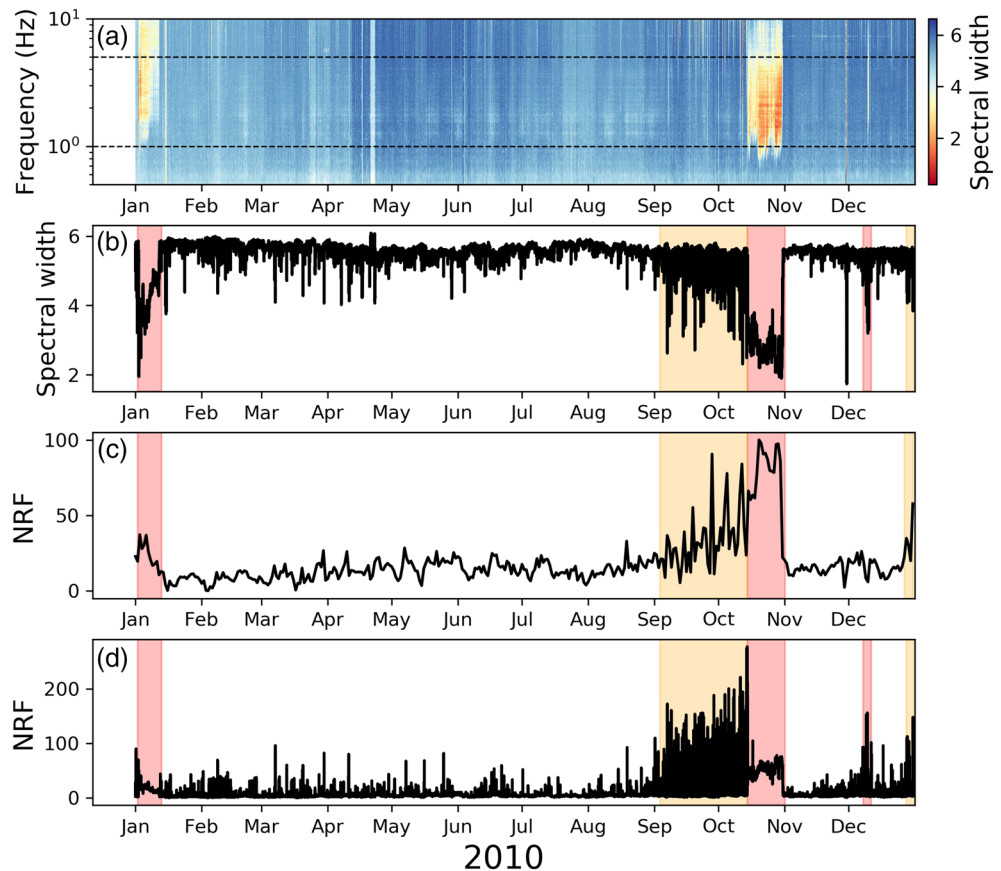 (a)
Frequency (Hz)
10¹
10⁰
Jan Feb Mar Apr May Jun Jul Aug Sep Oct Nov Dec
6
4
2
Spectral width
(b)
Spectral width
6
4
2
Jan Feb Mar Apr May Jun Jul Aug Sep Oct Nov Dec
(c)
NRF
100
50
0
Jan Feb Mar Apr May Jun Jul Aug Sep Oct Nov Dec
(d)
NRF
200
100
0
Jan Feb Mar Apr May Jun Jul Aug Sep Oct Nov Dec
2010